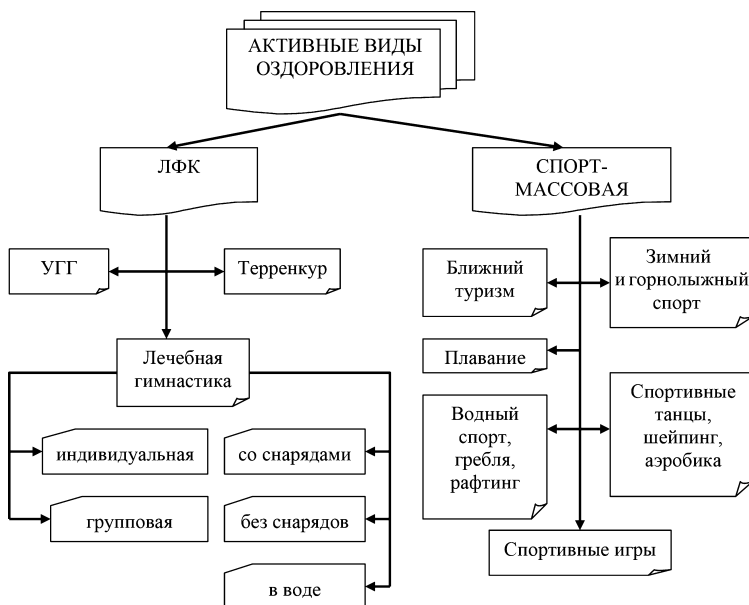 АКТИВНЫЕ ВИДЫ
ОЗДОРОВЛЕНИЯ
ЛФК
СПОРТ-
МАССОВАЯ
УГГ
Терренкур
Ближний
туризм
Зимний
и горнолыжный
спорт
Лечебная
гимнастика
Плавание
Водный
спорт,
гребля,
рафтинг
Спортивные
танцы,
шейпинг,
аэробика
индивидуальная
со снарядами
групповая
без снарядов
в воде
Спортивные игры